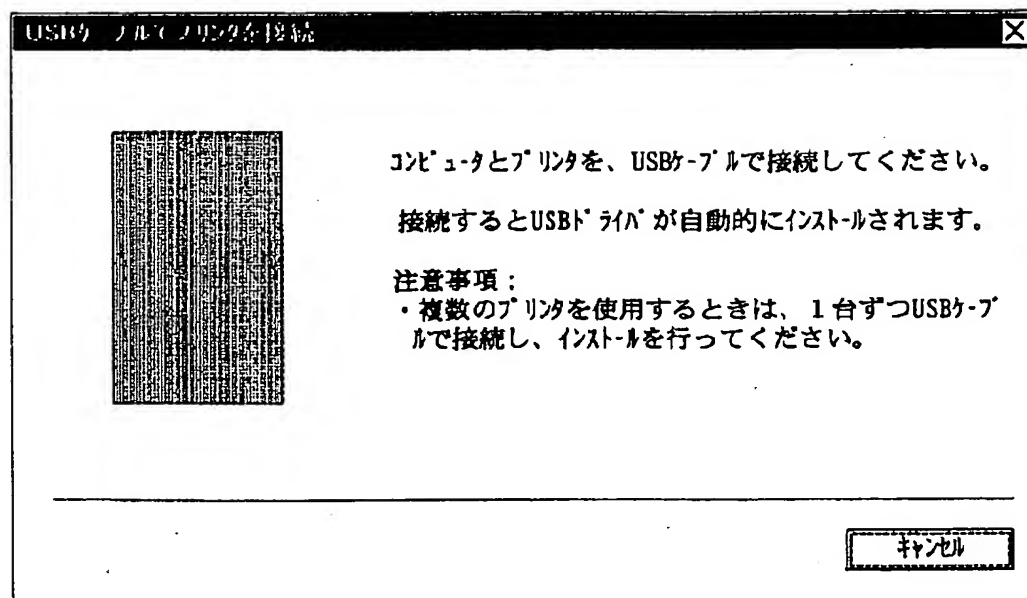 USBケーブルでプリンタを接続
コンピュータとプリンタを、USBケーブルで接続してください。
接続するとUSBドライバが自動的にインストールされます。
注意事項:
・複数のプリンタを使用するときは、1台ずつUSBケーブ
ルで接続し、インストールを行ってください。
キャンセル